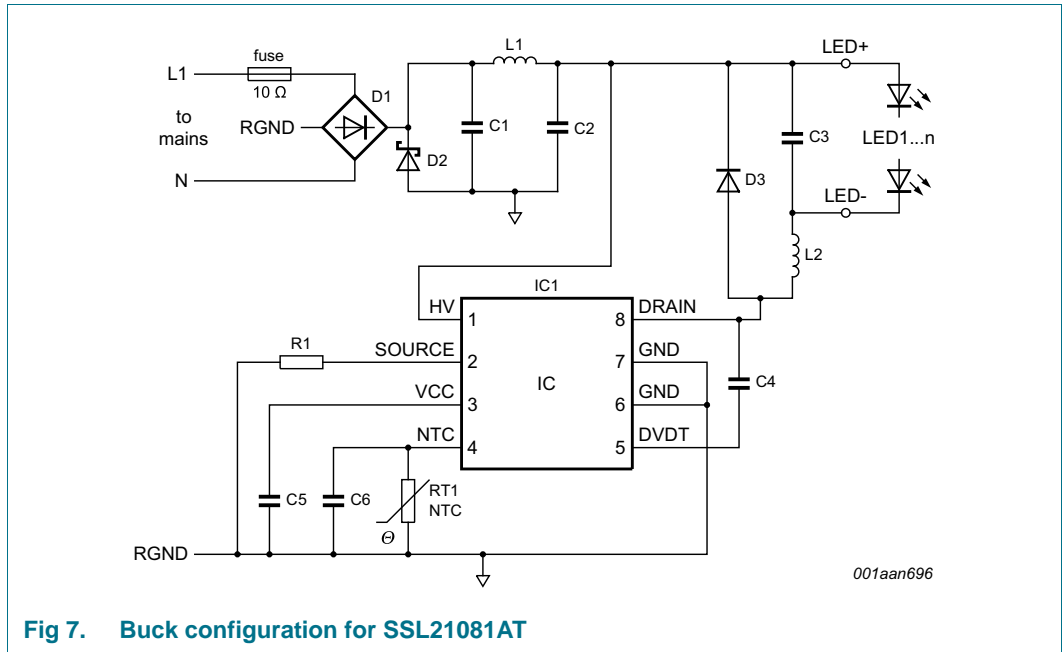 L1
fuse
10 Ω
to
mains
N
RGND
D1
D2
C1
L1
C2
D3
C3
LED+
LED1...n
LED-
L2
IC1
HV
1
SOURCE
2
VCC
3
NTC
4
IC
8
DRAIN
7
GND
6
GND
5
DVDT
C4
R1
C5
C6
RT1
NTC
Θ
RGND
001aan696
Fig 7. Buck configuration for SSL21081AT